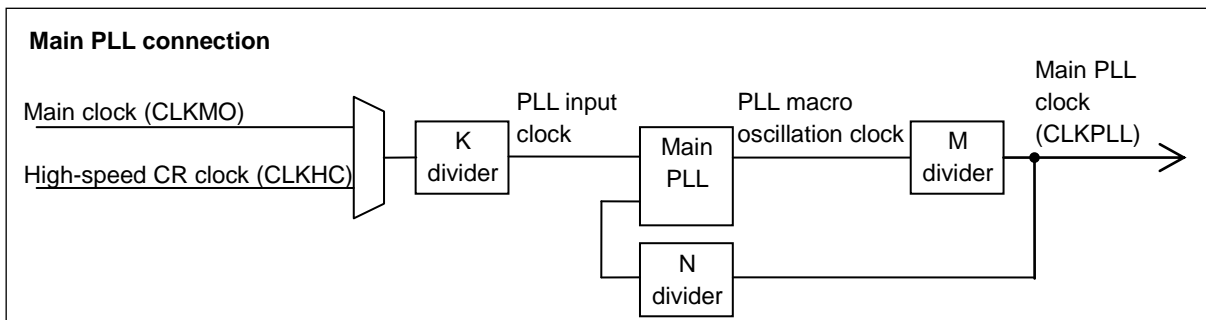 Main PLL connection
Main clock (CLKMO)
High-speed CR clock (CLKHC)
K
divider
PLL input
clock
Main
PLL
PLL macro
oscillation clock
M
divider
Main PLL
clock
(CLKPLL)
N
divider